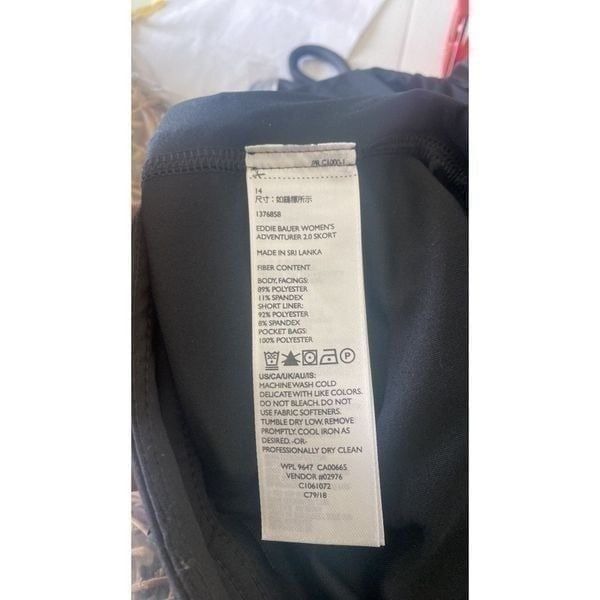 14
尺寸：如縫標所示
1376858
EDDIE BAUER WOMEN'S
ADVENTURER 2.0 SKORT
MADE IN SRI LANKA
FIBER CONTENT
BODY, FACINGS:
89% POLYESTER
11% SPANDEX
SHORT LINER:
92% POLYESTER
8% SPANDEX
POCKET BAGS:
100% POLYESTER
US/CA/UK/AU/IS:
MACHINE WASH COLD
DELICATE WITH LIKE COLORS.
DO NOT BLEACH. DO NOT
USE FABRIC SOFTENERS.
TUMBLE DRY LOW. REMOVE
PROMPTLY. COOL IRON AS
DESIRED. -OR-
PROFESSIONALLY DRY CLEAN
WPL 9647 CA00665
VENDOR #02976
C1061072
C79/18